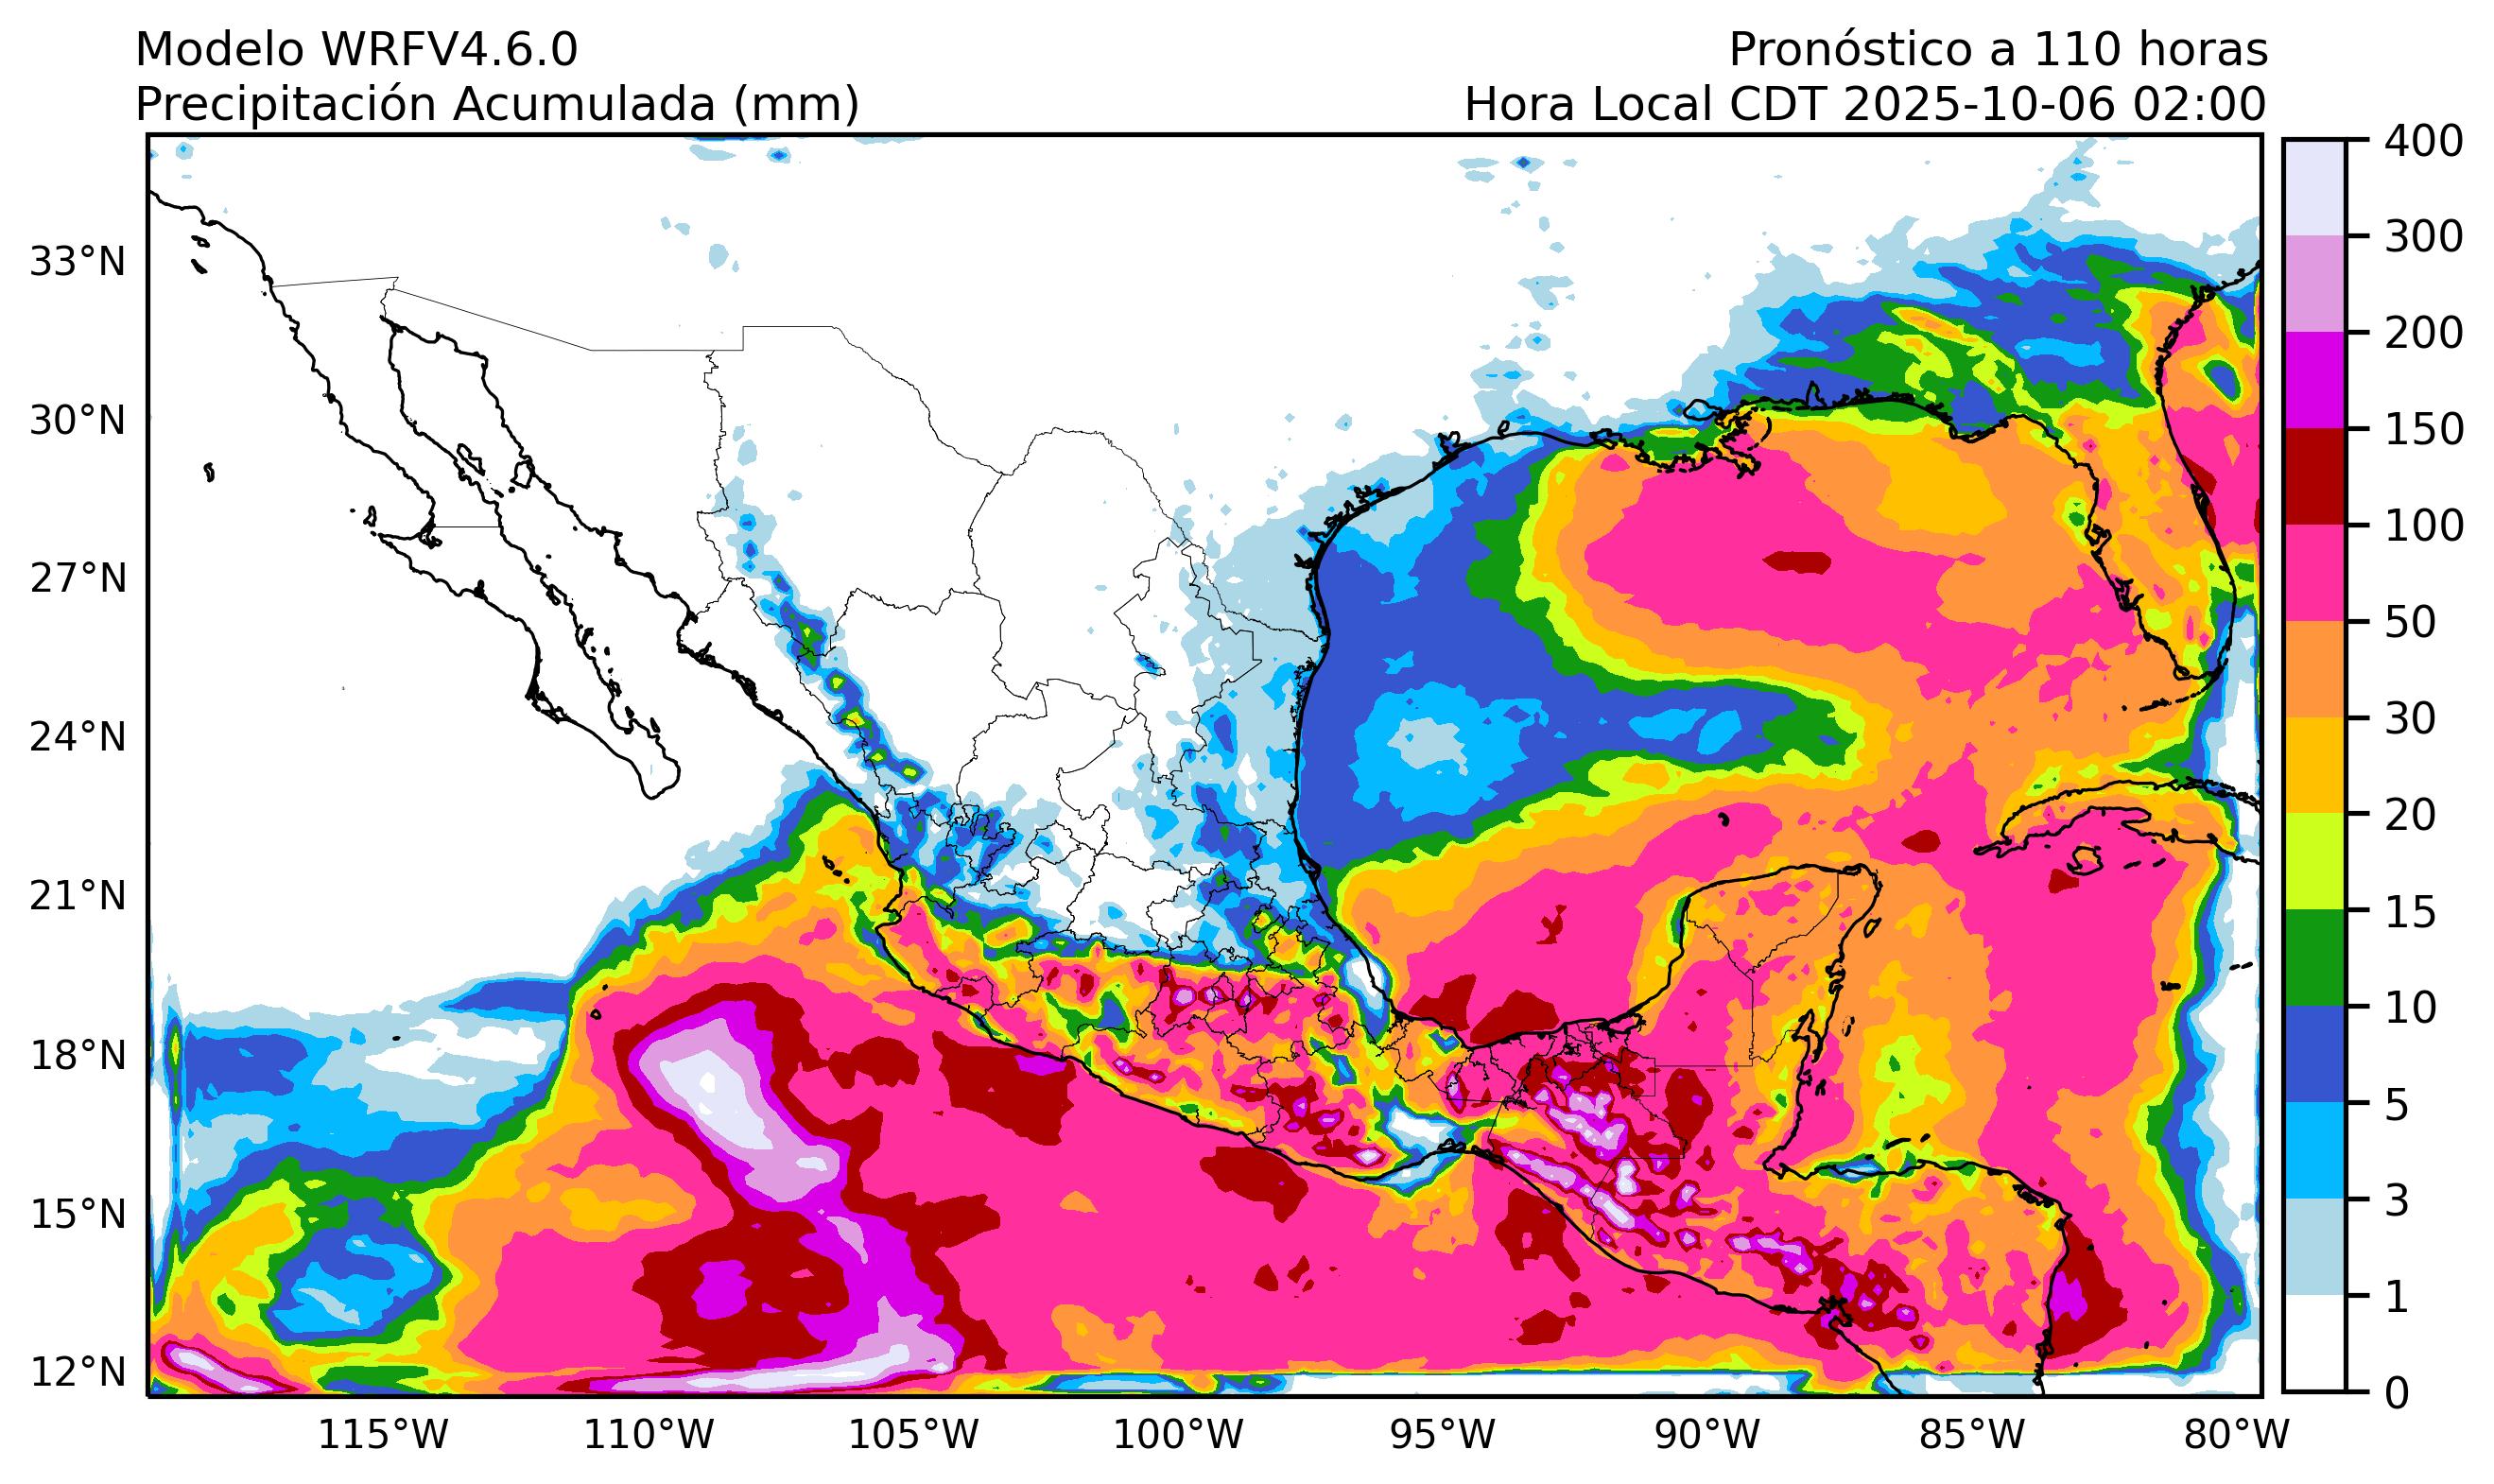 Modelo WRFV4.6.0
Pronóstico a 110 horas
Precipitación Acumulada (mm)
Hora Local CDT 2025-10-06 02:00
33°N
30°N
27°N
24°N
21°N
18°N
15°N
12°N
115°W
110°W
105°W
100°W
95°W
90°W
85°W
80°W
400
300
200
150
100
50
30
20
15
10
5
3
1
0